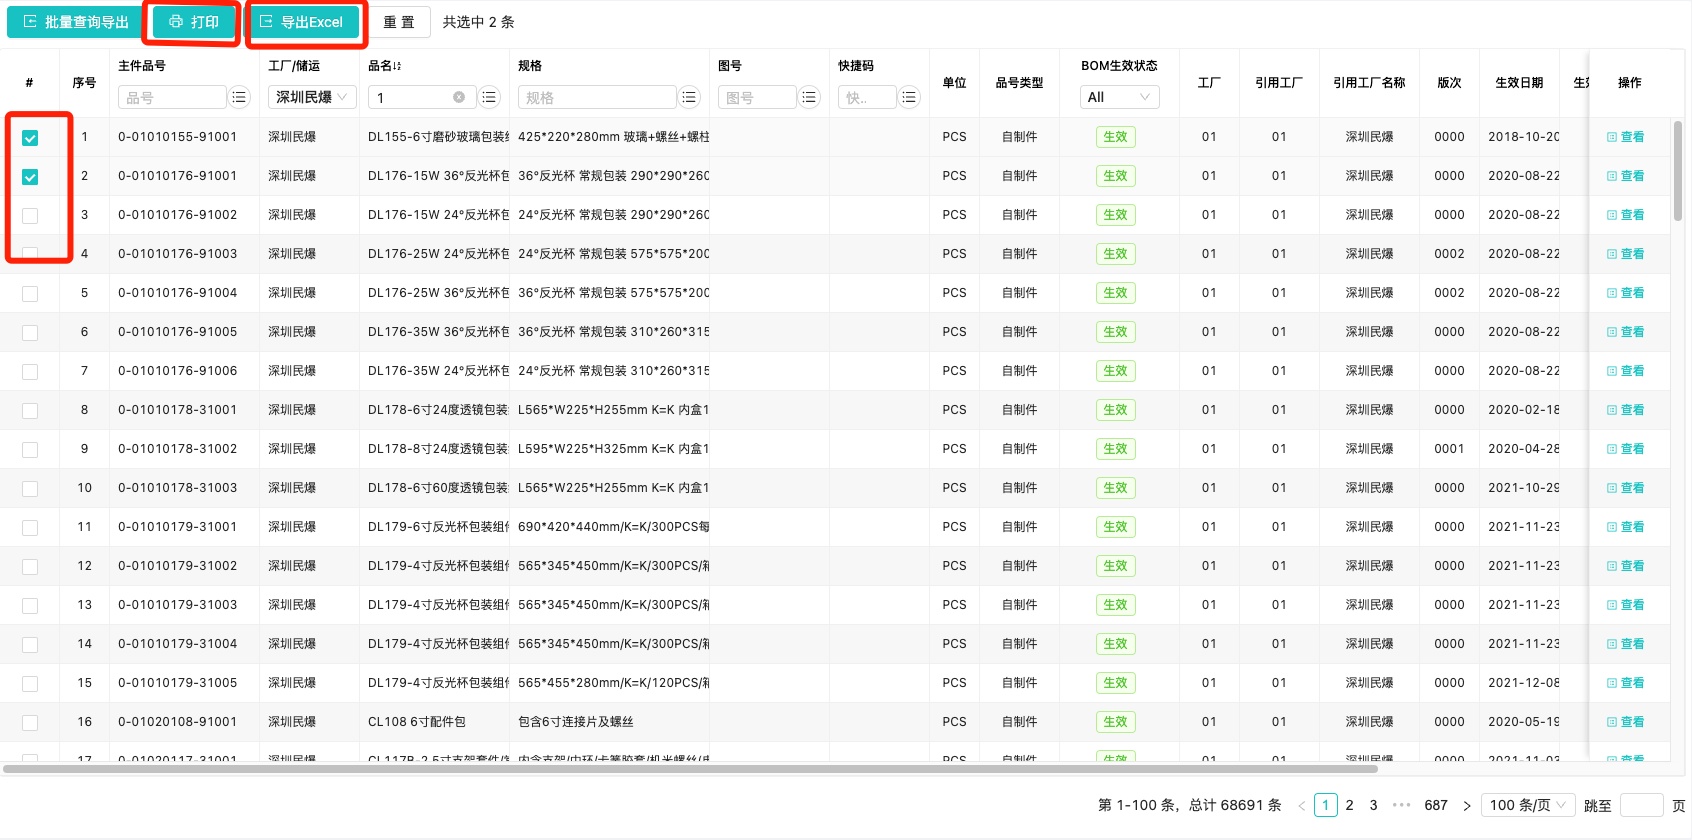 批量查询导出 打印 导出Excel 重 置 共选中 2 条
# 序号 主件品号 工厂/储运 品名 规格 图号 快捷码 单位 品号类型 BOM生效状态 工厂 引用工厂 引用工厂名称 版次 生效日期 操作
品号 深圳民爆 1 规格 图号 快.. All
1 0-01010155-91001 深圳民爆 DL155-6寸磨砂玻璃包装 425*220*280mm 玻璃+螺丝+螺柱 PCS 自制件 生效 01 01 深圳民爆 0000 2018-10-20 查看
2 0-01010176-91001 深圳民爆 DL176-15W 36°反光杯包 36°反光杯 常规包装 290*290*260 PCS 自制件 生效 01 01 深圳民爆 0000 2020-08-22 查看
3 0-01010176-91002 深圳民爆 DL176-15W 24°反光杯包 24°反光杯 常规包装 290*290*260 PCS 自制件 生效 01 01 深圳民爆 0000 2020-08-22 查看
4 0-01010176-91003 深圳民爆 DL176-25W 24°反光杯包 24°反光杯 常规包装 575*575*200 PCS 自制件 生效 01 01 深圳民爆 0002 2020-08-22 查看
5 0-01010176-91004 深圳民爆 DL176-25W 36°反光杯包 36°反光杯 常规包装 575*575*200 PCS 自制件 生效 01 01 深圳民爆 0002 2020-08-22 查看
6 0-01010176-91005 深圳民爆 DL176-35W 36°反光杯包 36°反光杯 常规包装 310*260*315 PCS 自制件 生效 01 01 深圳民爆 0000 2020-08-22 查看
7 0-01010176-91006 深圳民爆 DL176-35W 24°反光杯包 24°反光杯 常规包装 310*260*315 PCS 自制件 生效 01 01 深圳民爆 0000 2020-08-22 查看
8 0-01010178-31001 深圳民爆 DL178-6寸24度透镜包装 L565*W225*H255mm K=K 内盒1 PCS 自制件 生效 01 01 深圳民爆 0000 2020-02-18 查看
9 0-01010178-31002 深圳民爆 DL178-8寸24度透镜包装 L595*W225*H325mm K=K 内盒1 PCS 自制件 生效 01 01 深圳民爆 0001 2020-04-28 查看
10 0-01010178-31003 深圳民爆 DL178-6寸60度透镜包装 L565*W225*H255mm K=K 内盒1 PCS 自制件 生效 01 01 深圳民爆 0000 2021-10-29 查看
11 0-01010179-31001 深圳民爆 DL179-6寸反光杯包装组件 690*420*440mm/K=K/300PCS每 PCS 自制件 生效 01 01 深圳民爆 0000 2021-11-23 查看
12 0-01010179-31002 深圳民爆 DL179-4寸反光杯包装组件 565*345*450mm/K=K/300PCS/箱 PCS 自制件 生效 01 01 深圳民爆 0000 2021-11-23 查看
13 0-01010179-31003 深圳民爆 DL179-4寸反光杯包装组件 565*345*450mm/K=K/300PCS/箱 PCS 自制件 生效 01 01 深圳民爆 0000 2021-11-23 查看
14 0-01010179-31004 深圳民爆 DL179-4寸反光杯包装组件 565*345*450mm/K=K/300PCS/箱 PCS 自制件 生效 01 01 深圳民爆 0000 2021-11-23 查看
15 0-01010179-31005 深圳民爆 DL179-4寸反光杯包装组件 565*455*280mm/K=K/120PCS/箱 PCS 自制件 生效 01 01 深圳民爆 0000 2021-12-08 查看
16 0-01020108-91001 深圳民爆 CL108 6寸配件包 包含6寸连接片及螺丝 PCS 自制件 生效 01 01 深圳民爆 0000 2020-05-19 查看
17 0-01020117-31001 深圳民爆 PCS 自制件 生效 01 01 深圳民爆 0000 2021-11-03 查看
第 1-100 条，总计 68691 条 < 1 2 3 ••• 687 > 100 条/页 跳至 页